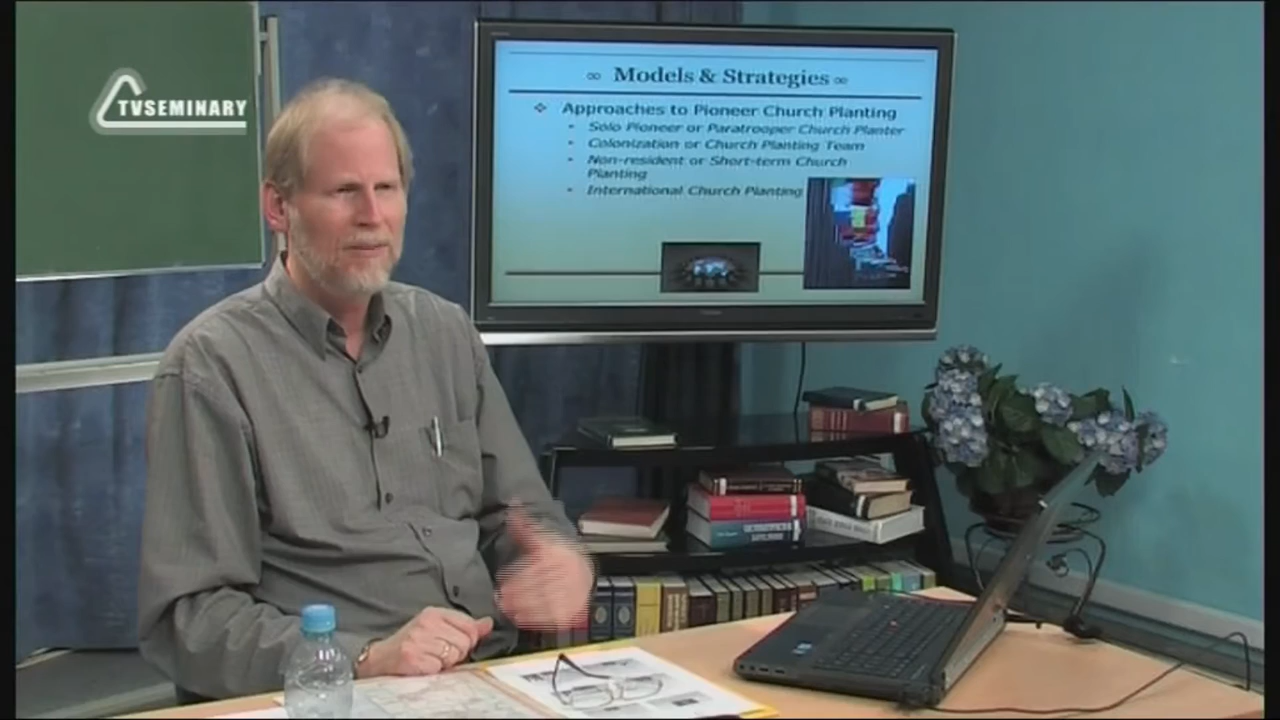 TVSEMINARY
Models & Strategies
Approaches to Pioneer Church Planting
Solo Pioneer or Paratrooper Church Planter
Colonization or Church Planting Team
Non-resident or Short-term Church
Planting
International Church Planting